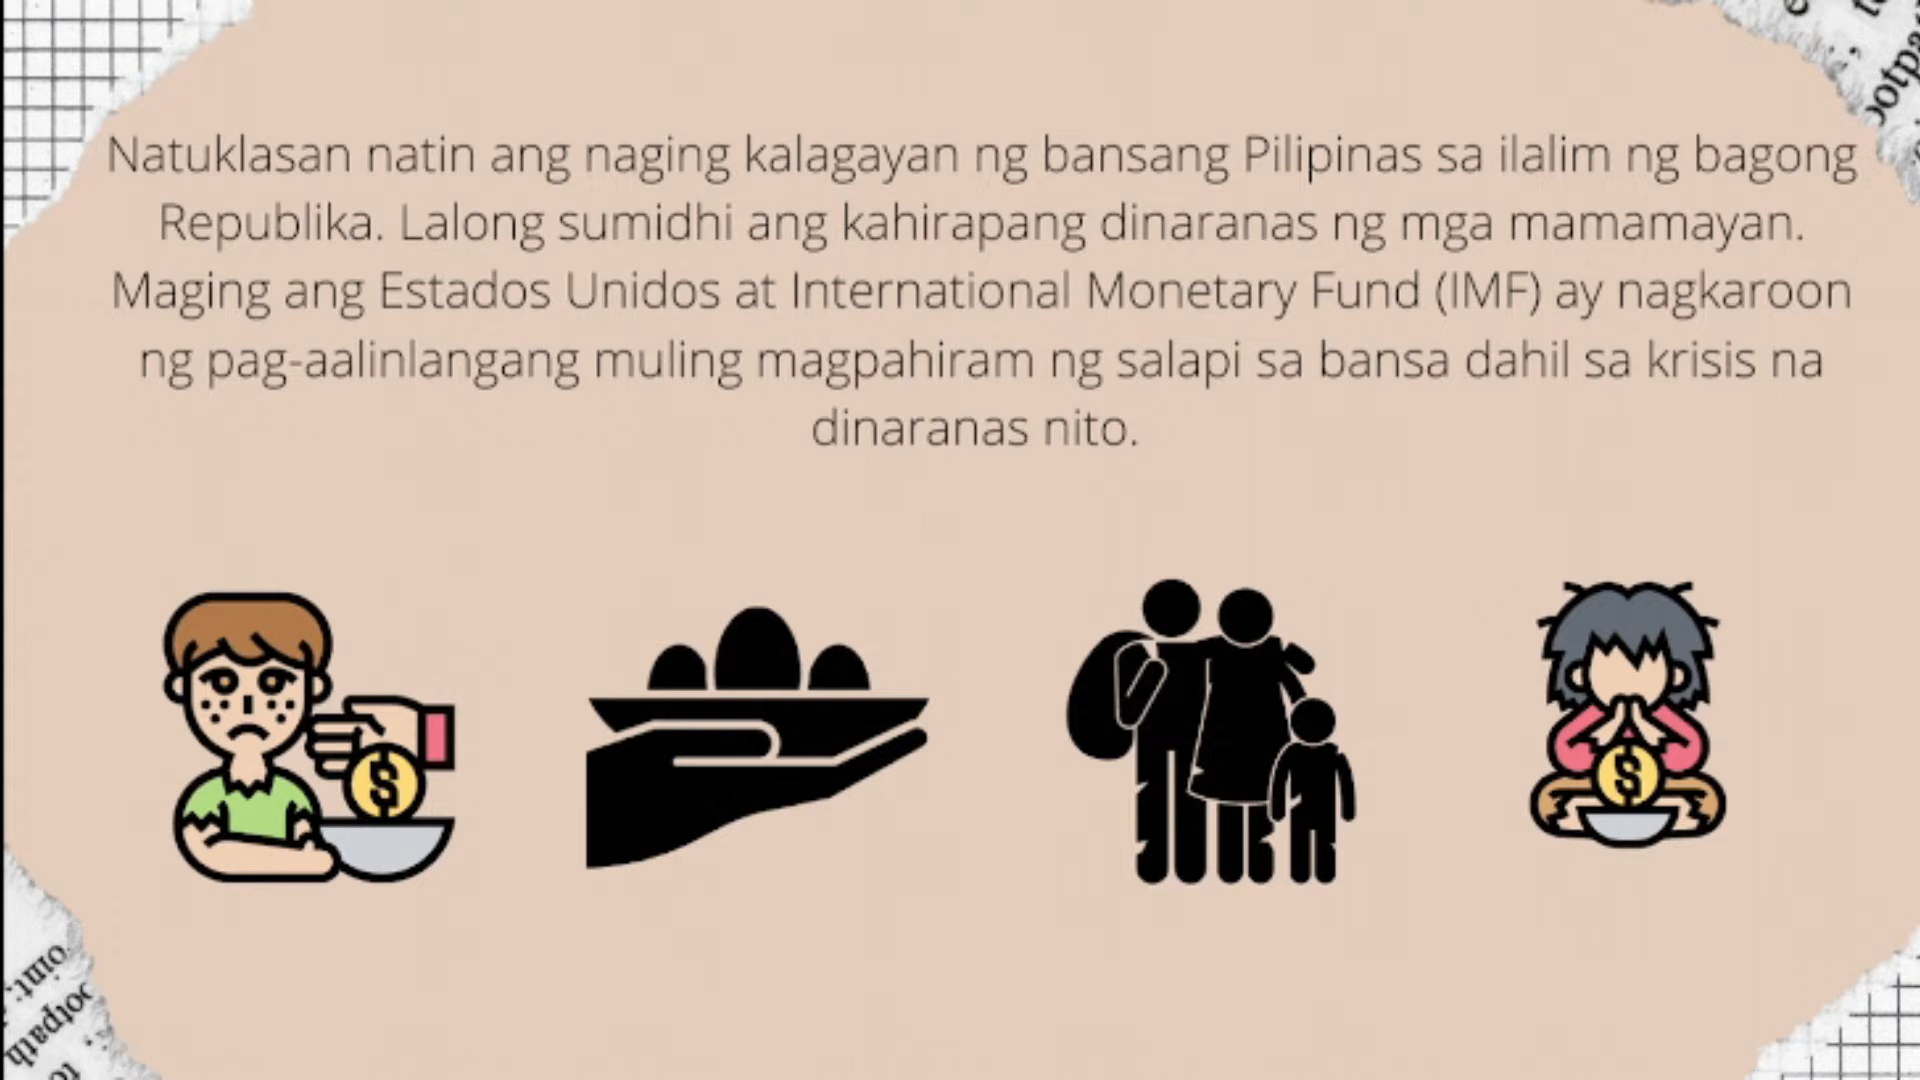 Natuklasan natin ang naging kalagayan ng bansang Pilipinas sa ilalim ng bagong
Republika. Lalong sumidhi ang kahirapang dinaranas ng mga mamamayan.
Maging ang Estados Unidos at International Monetary Fund (IMF) ay nagkaroon
ng pag-aalinlangang muling magpahiram ng salapi sa bansa dahil sa krisis na
dinaranas nito.
$
$
oint;
ootpath